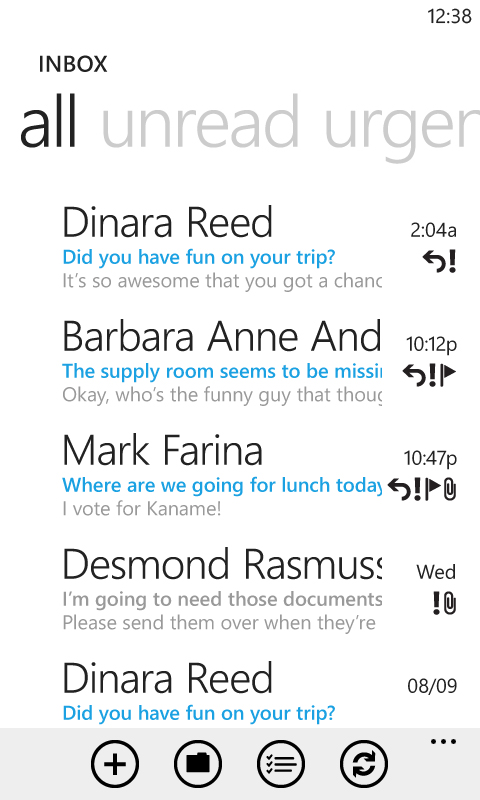 12:38
INBOX
all unread urgen
Dinara Reed
2:04a
Did you have fun on your trip?
It's so awesome that you got a chanc
Barbara Anne And
10:12p
The supply room seems to be missin
Okay, who's the funny guy that thoug
Mark Farina
10:47p
Where are we going for lunch today
I vote for Kaname!
Desmond Rasmuss
Wed
I'm going to need those documents
Please send them over when they're
Dinara Reed
08/09
Did you have fun on your trip?